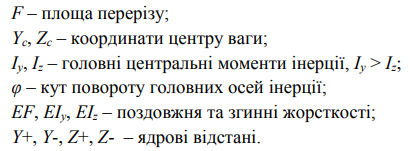 F – площа перерізу;
Yc, Zc – координати центру ваги;
Iy, Iz – головні центральні моменти інерції, Iy > Iz;
φ – кут повороту головних осей інерції;
EF, EIy, EIz – поздовжня та згинні жорсткості;
Y+, Y-, Z+, Z- – ядрові відстані.